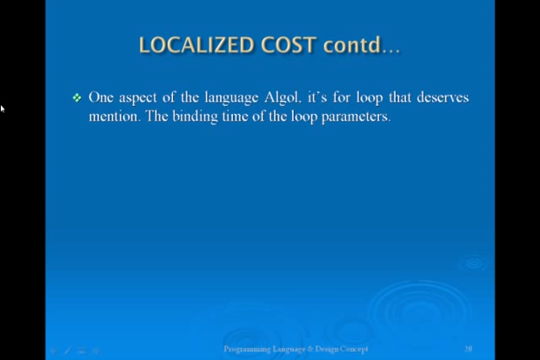 LOCALIZED COST contd…
One aspect of the language Algol, it's for loop that deserves
mention. The binding time of the loop parameters.
Programming Language & Design Concept